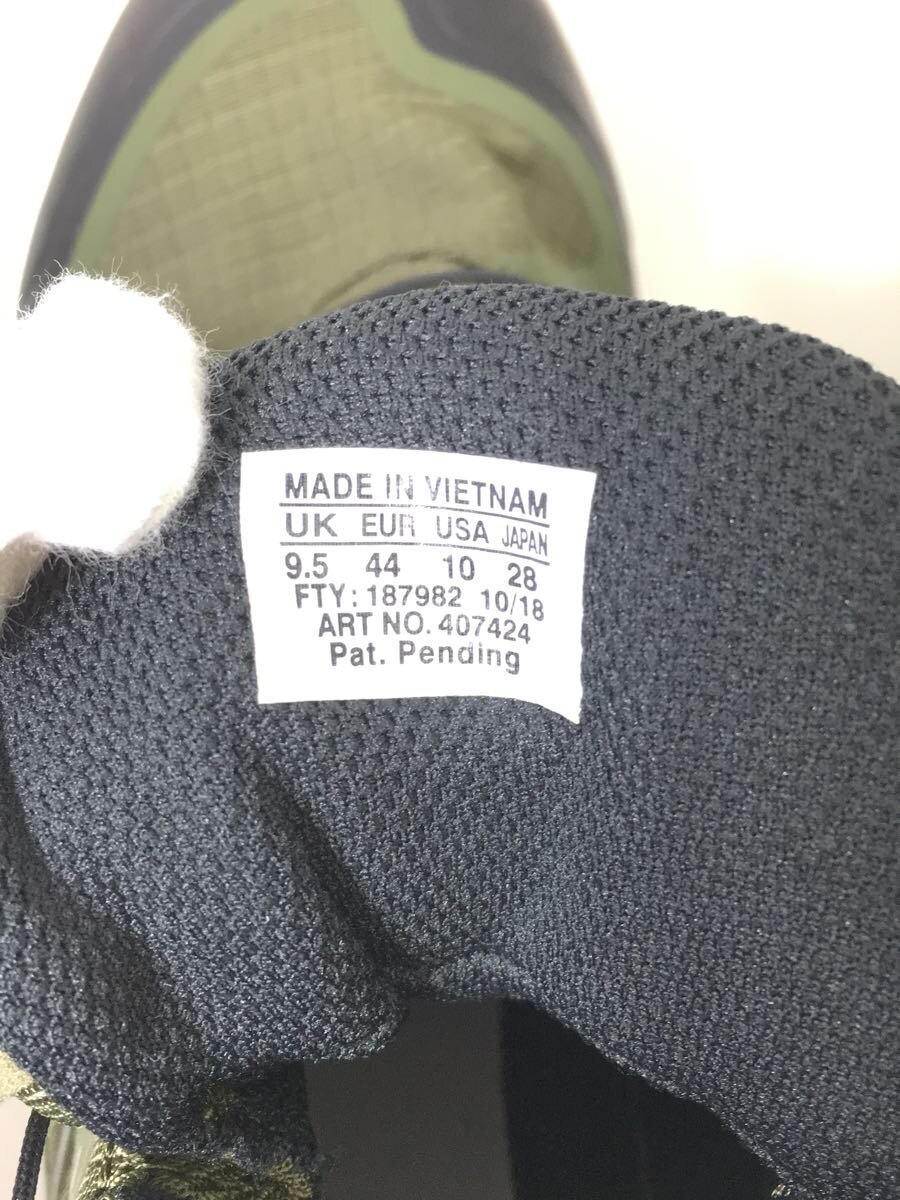 MADE IN VIETNAM
UK EUR USA JAPAN
9.5 44 10 28
FTY: 187982 10/18
ART NO. 407424
Pat. Pending